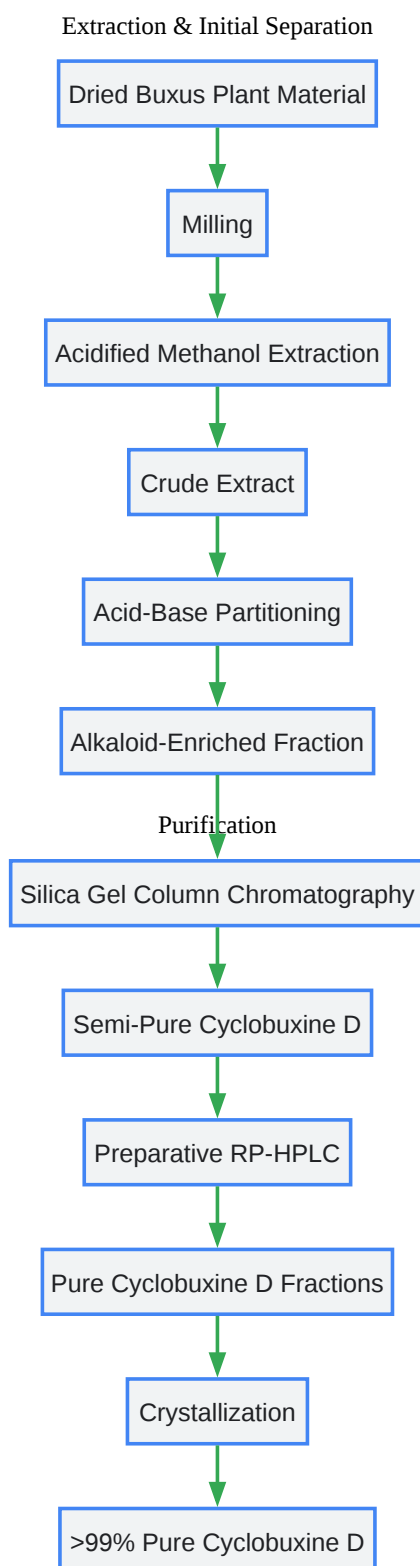 Extraction & Initial Separation
Dried Buxus Plant Material
Milling
Acidified Methanol Extraction
Crude Extract
Acid-Base Partitioning
Alkaloid-Enriched Fraction
Purification
Silica Gel Column Chromatography
Semi-Pure Cyclobuxine D
Preparative RP-HPLC
Pure Cyclobuxine D Fractions
Crystallization
>99% Pure Cyclobuxine D